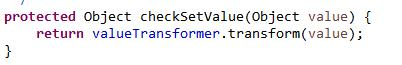 protected Object checkSetValue(Object value) {
    return valueTransformer.transform(value);
}